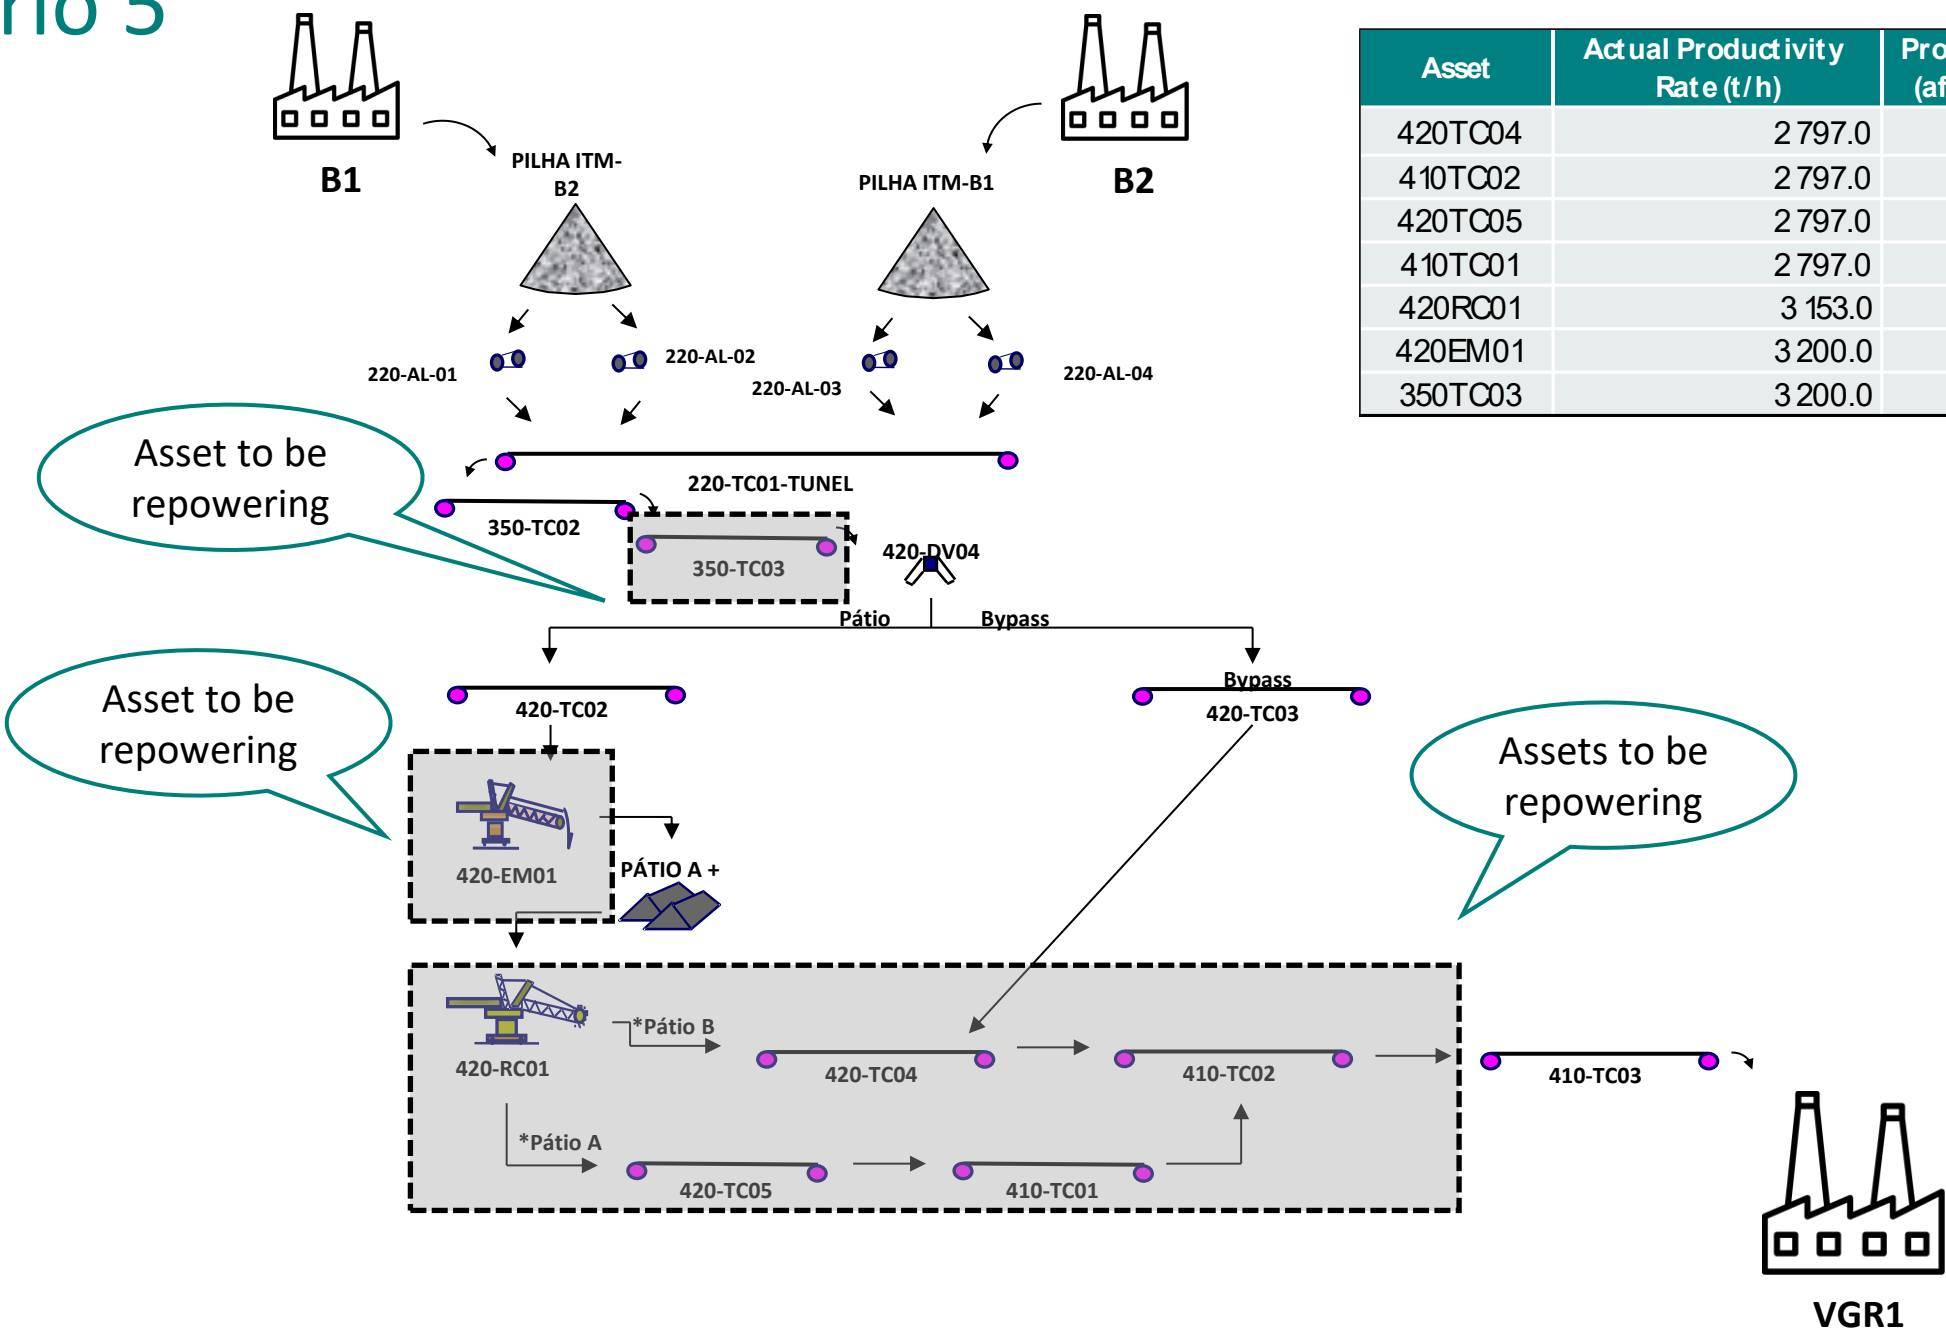 B1
B2
PILHA ITM-
B2
PILHA ITM-B1
Asset
Actual Productivity
Rate (t/h)
420TC04 2 797.0
410TC02 2 797.0
420TC05 2 797.0
410TC01 2 797.0
420RC01 3 153.0
420EM01 3 200.0
350TC03 3 200.0
220-AL-01
220-AL-02
220-AL-03
220-AL-04
Asset to be
repowering
220-TC01-TUNEL
350-TC02
350-TC03
420-DV04
Pátio
Bypass
Asset to be
repowering
420-TC02
Bypass
420-TC03
420-EM01
PÁTIO A +
Assets to be
repowering
420-RC01
*Pátio B
420-TC04
410-TC02
410-TC03
*Pátio A
420-TC05
410-TC01
VGR1